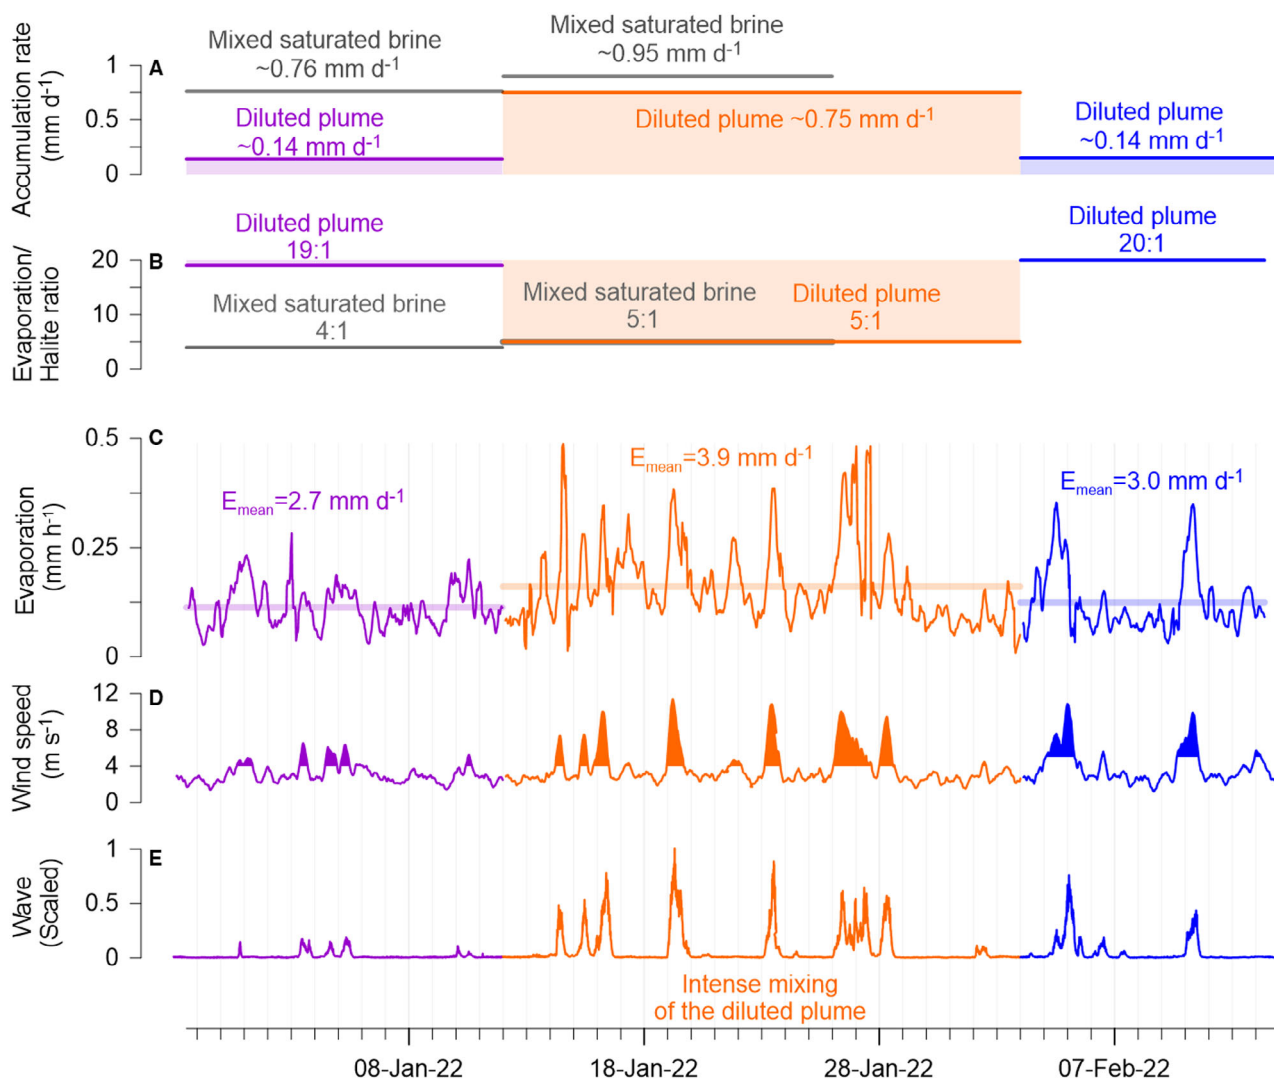 Accumulation rate
(mm d-1)
1
0.5
0
A
Mixed saturated brine
~0.76 mm d-1
Mixed saturated brine
~0.95 mm d-1
Diluted plume
~0.14 mm d-1
Diluted plume ~0.75 mm d-1
Diluted plume
~0.14 mm d-1
Evaporation/
Halite ratio
20
10
0
B
Diluted plume
19:1
Mixed saturated brine
4:1
Mixed saturated brine
5:1
Diluted plume
5:1
Diluted plume
20:1
Evaporation
(mm h-1)
0.5
0.25
0
C
Emean=2.7 mm d-1
Emean=3.9 mm d-1
Emean=3.0 mm d-1
Wind speed
(m s-1)
12
8
4
0
D
Wave
(Scaled)
1
0.5
0
E
Intense mixing
of the diluted plume
08-Jan-22
18-Jan-22
28-Jan-22
07-Feb-22